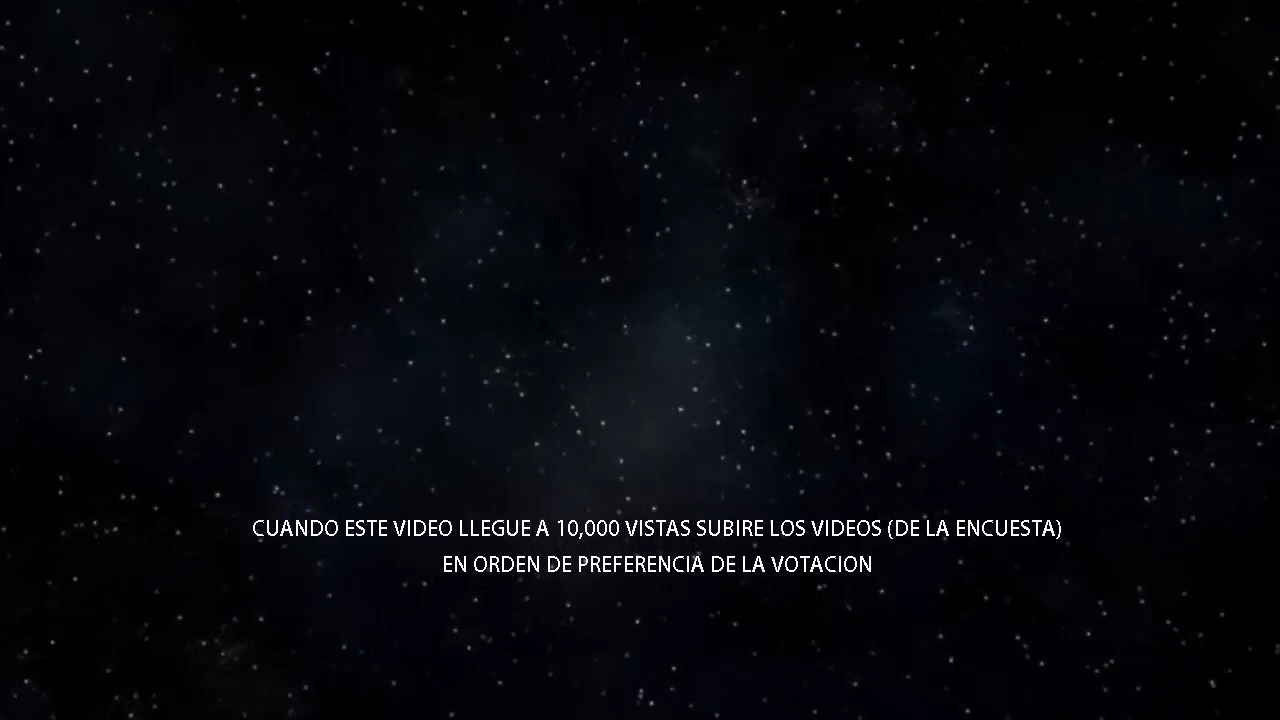 CUANDO ESTE VIDEO LLEGUE A 10,000 VISTAS SUBIRE LOS VIDEOS (DE LA ENCUESTA)
EN ORDEN DE PREFERENCIA DE LA VOTACION